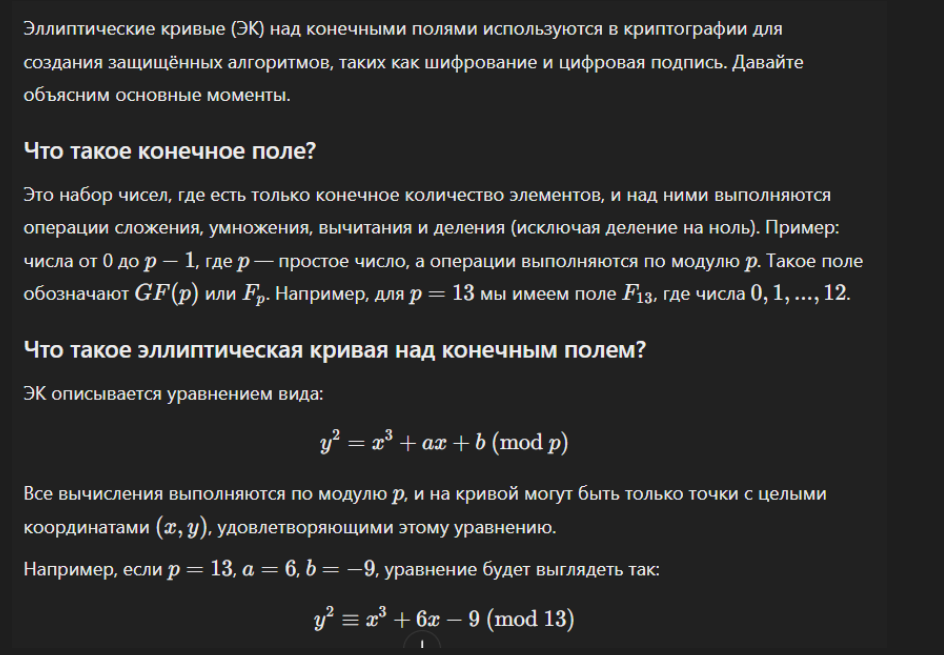 Эллиптические кривые (ЭК) над конечными полями используются в криптографии для
создания защищённых алгоритмов, таких как шифрование и цифровая подпись. Давайте
объясним основные моменты.
Что такое конечное поле?
Это набор чисел, где есть только конечное количество элементов, и над ними выполняются
операции сложения, умножения, вычитания и деления (исключая деление на ноль). Пример:
числа от 0 до p − 1, где p — простое число, а операции выполняются по модулю p. Такое поле
обозначают GF(p) или Fₚ. Например, для p = 13 мы имеем поле F₁₃, где числа 0, 1, ..., 12.
Что такое эллиптическая кривая над конечным полем?
ЭК описывается уравнением вида:
y² = x³ + ax + b (mod p)
Все вычисления выполняются по модулю p, и на кривой могут быть только точки с целыми
координатами (x, y), удовлетворяющими этому уравнению.
Например, если p = 13, a = 6, b = −9, уравнение будет выглядеть так:
y² ≡ x³ + 6x − 9 (mod 13)